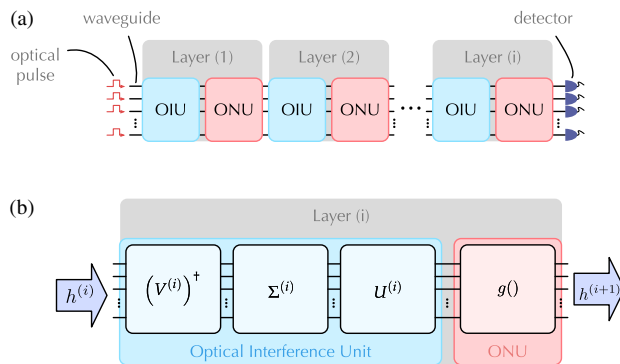 (a)
waveguide
detector
optical
pulse
Layer (1)
Layer (2)
Layer (i)
OIU
ONU
OIU
ONU
...
OIU
ONU
(b)
Layer (i)
h^(i)
(V^(i))^†
Σ^(i)
U^(i)
g()
h^(i+1)
Optical Interference Unit
ONU